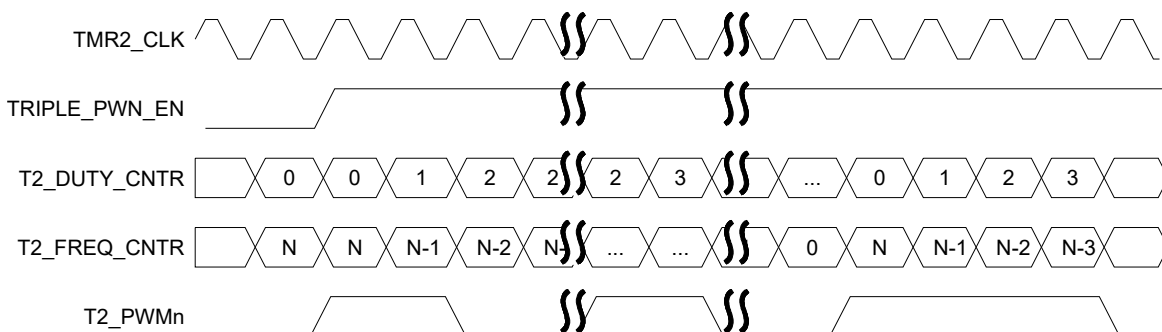 TMR2_CLK
TRIPLE_PWN_EN
T2_DUTY_CNTR 0 0 1 2 2 2 3 ... 0 1 2 3
T2_FREQ_CNTR N N N-1 N-2 N- ... ... 0 N N-1 N-2 N-3
T2_PWMn